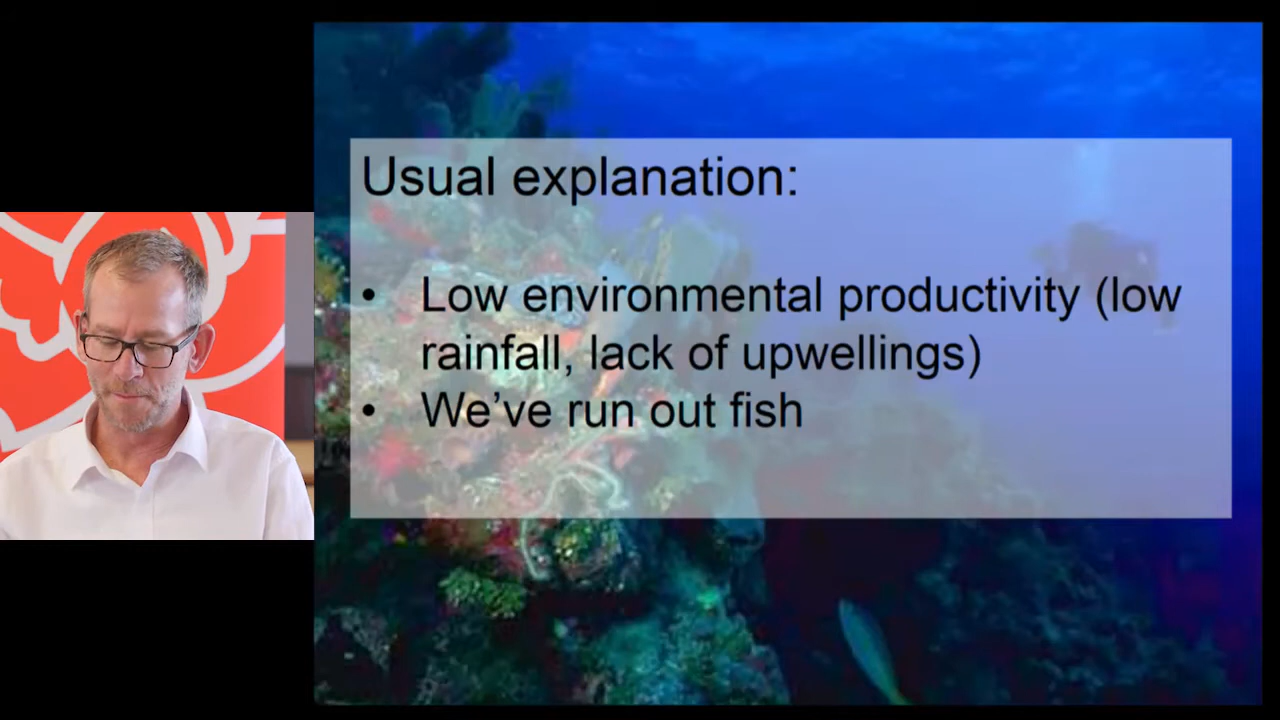 Usual explanation:
• Low environmental productivity (low
rainfall, lack of upwellings)
• We've run out fish